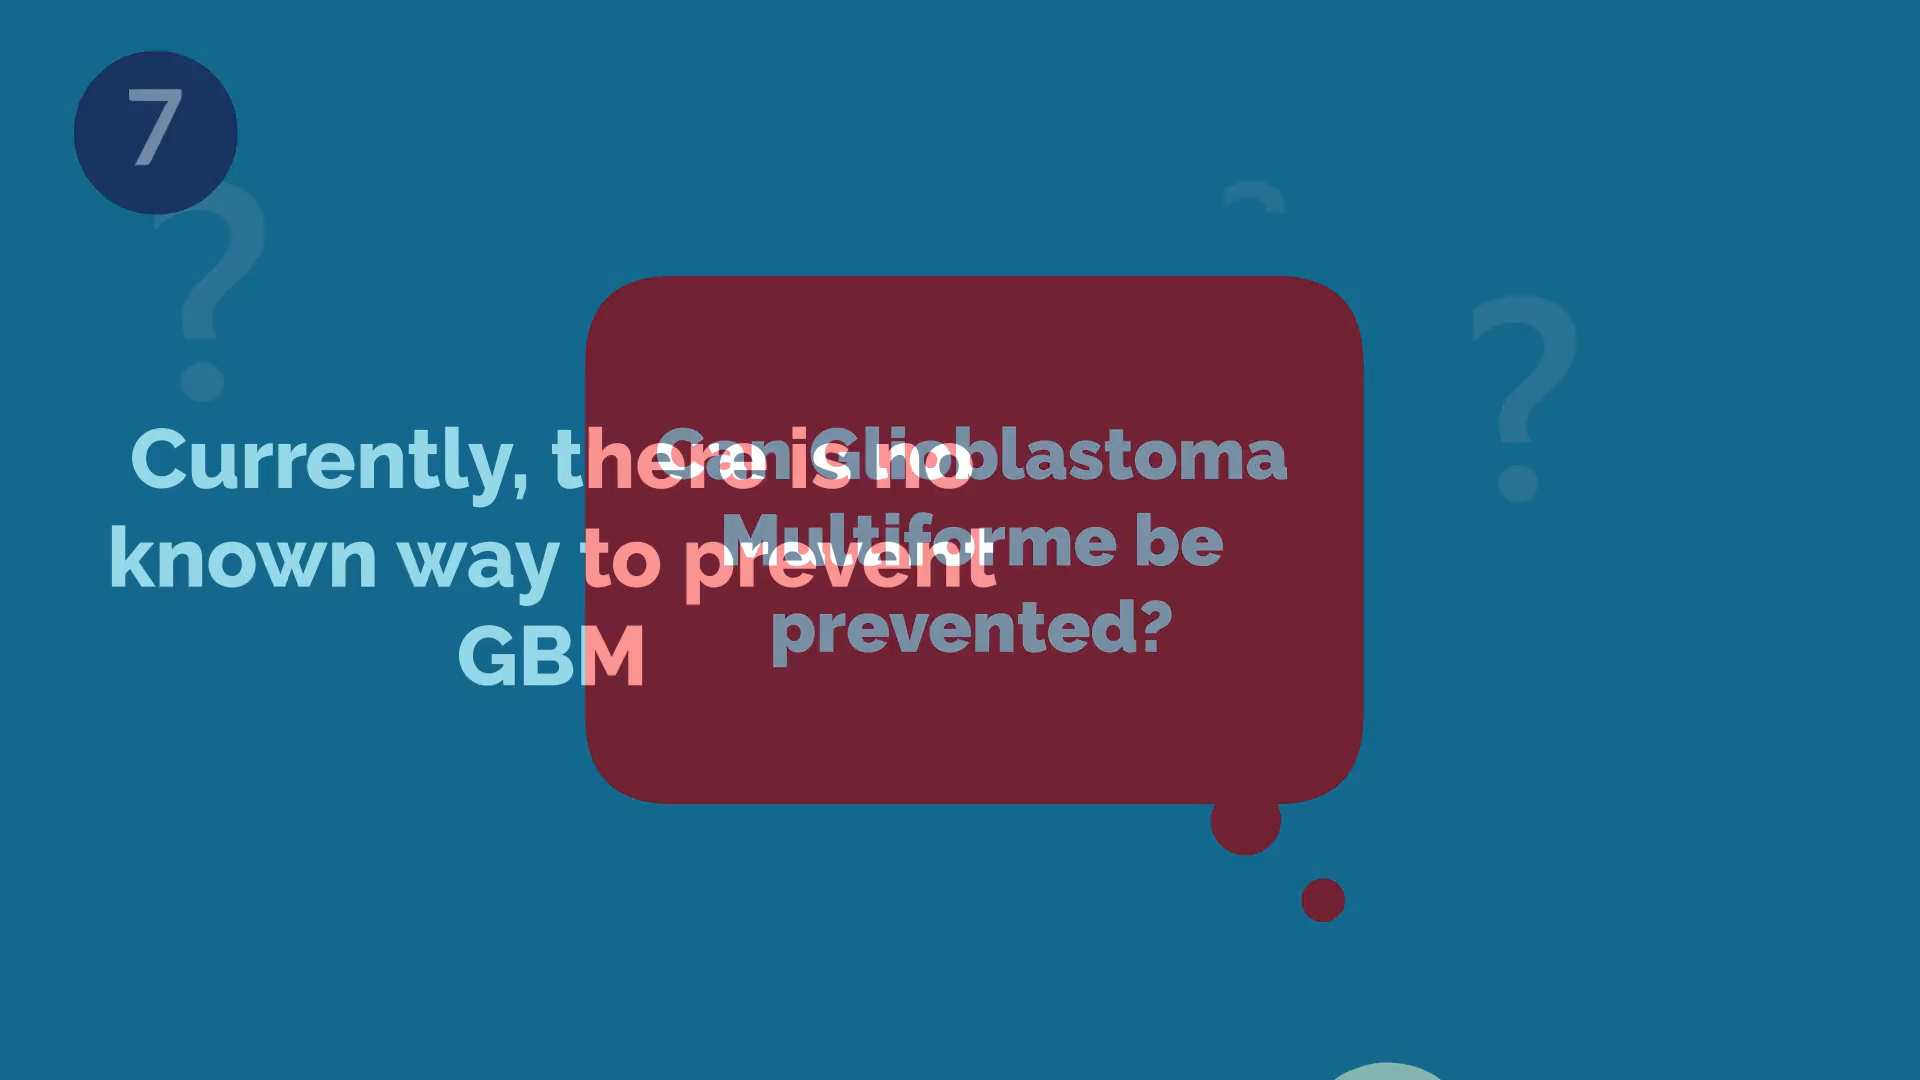 7
Currently, there is no
known way to prevent
GBM
Can Glioblastoma
Multiforme be
prevented?